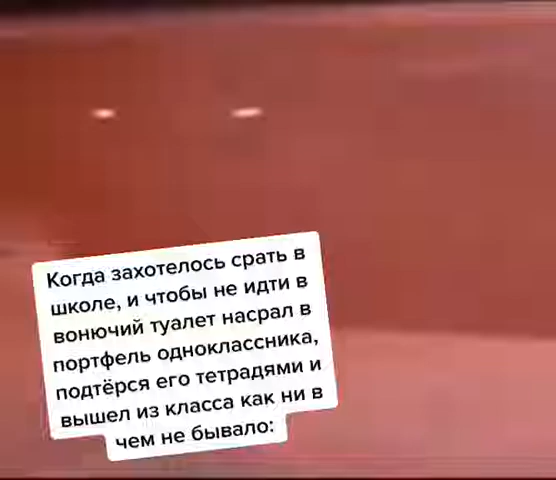 Когда захотелось срать в
школе, и чтобы не идти в
вонючий туалет насрал в
портфель одноклассника,
подтёрся его тетрадями и
вышел из класса как ни в
чем не бывало: